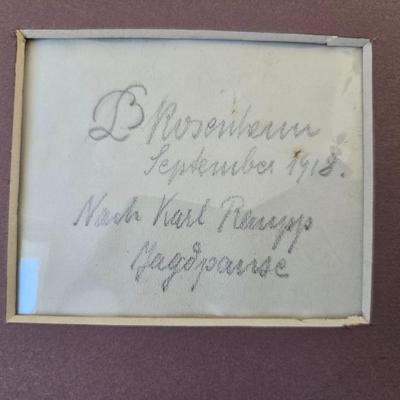 B Rosenheim
September 1918.
Nach Karl Raupp
Jagdpause